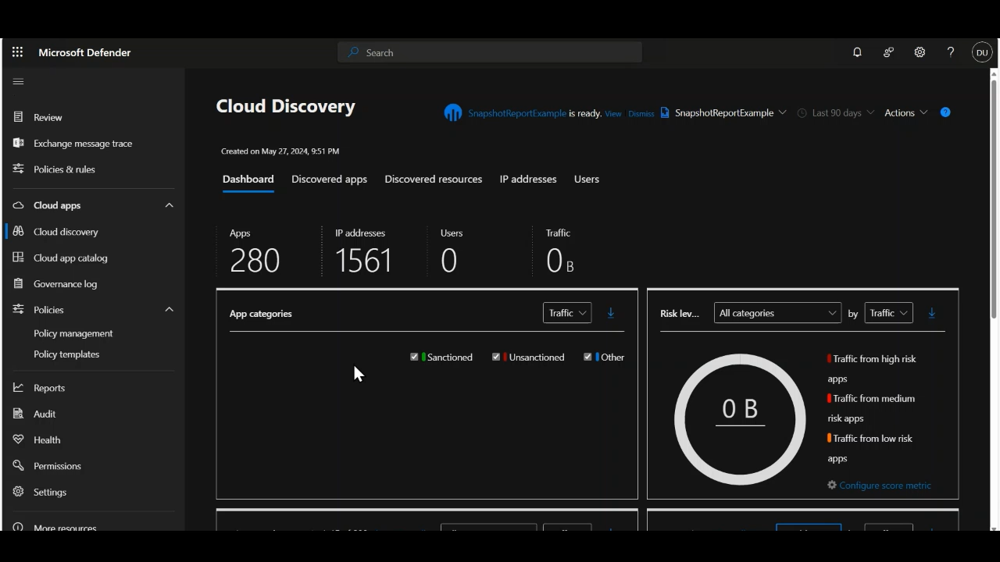 Microsoft Defender
Search
DU
Review
Exchange message trace
Policies & rules
Cloud apps
Cloud discovery
Cloud app catalog
Governance log
Policies
Policy management
Policy templates
Reports
Audit
Health
Permissions
Settings
More resources
Cloud Discovery
SnapshotReportExample is ready. View Dismiss
SnapshotReportExample
Last 90 days
Actions
?
Created on May 27, 2024, 9:51 PM
Dashboard Discovered apps Discovered resources IP addresses Users
Apps IP addresses Users Traffic
280 1561 0 0 B
App categories
Traffic
Sanctioned Unsanctioned Other
Risk lev... All categories by Traffic
0 B
Traffic from high risk
apps
Traffic from medium
risk apps
Traffic from low risk
apps
Configure score metric